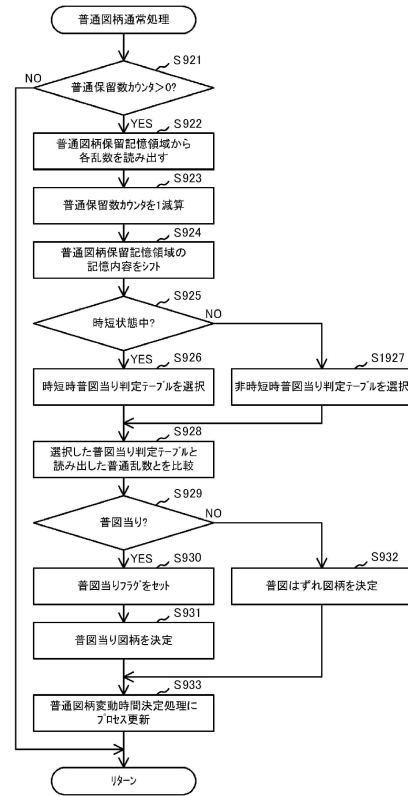 普通図柄通常処理
S921
NO
普通保留数カウンタ>0?
YES
S922
普通図柄保留記憶領域から
各乱数を読み出す
S923
普通保留数カウンタを1減算
S924
普通図柄保留記憶領域の
記憶内容をシフト
S925
時短状態中?
NO
YES
S926
S1927
時短時普図当り判定テーブルを選択
非時短時普図当り判定テーブルを選択
S928
選択した普図当り判定テーブルと
読み出した普通乱数とを比較
S929
普図当り?
NO
YES
S930
S932
普図当りフラグをセット
普図はずれ図柄を決定
S931
普図当り図柄を決定
S933
普通図柄変動時間決定処理に
プロセス更新
リターン